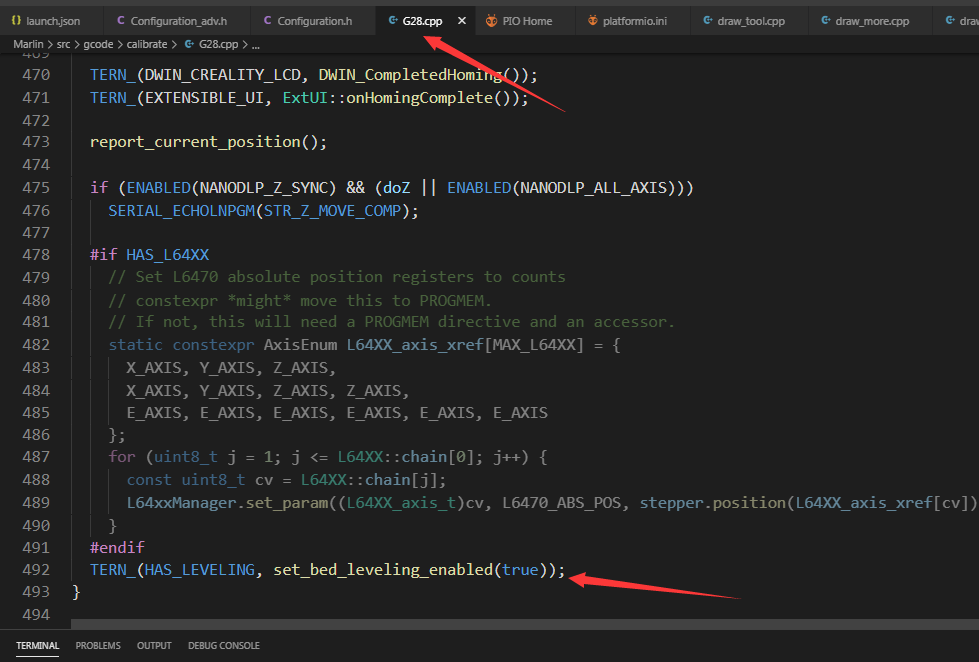 launch.json Configuration_adv.h Configuration.h G28.cpp × PIO Home platformio.ini draw_tool.cpp draw_more.cpp
Marlin > src > gcode > calibrate > G28.cpp > ...
469
470 TERN_(DWIN_CREALITY_LCD, DWIN_CompletedHoming());
471 TERN_(EXTENSIBLE_UI, ExtUI::onHomingComplete());
472
473 report_current_position();
474
475 if (ENABLED(NANODLP_Z_SYNC) && (doZ || ENABLED(NANODLP_ALL_AXIS)))
476 SERIAL_ECHOLNPGM(STR_Z_MOVE_COMP);
477
478 #if HAS_L64XX
479 // Set L6470 absolute position registers to counts
480 // constexpr *might* move this to PROGMEM.
481 // If not, this will need a PROGMEM directive and an accessor.
482 static constexpr AxisEnum L64XX_axis_xref[MAX_L64XX] = {
483 X_AXIS, Y_AXIS, Z_AXIS,
484 X_AXIS, Y_AXIS, Z_AXIS, Z_AXIS,
485 E_AXIS, E_AXIS, E_AXIS, E_AXIS, E_AXIS, E_AXIS
486 };
487 for (uint8_t j = 1; j <= L64XX::chain[0]; j++) {
488 const uint8_t cv = L64XX::chain[j];
489 L64xxManager.set_param((L64XX_axis_t)cv, L6470_ABS_POS, stepper.position(L64XX_axis_xref[cv])
490 }
491 #endif
492 TERN_(HAS_LEVELING, set_bed_leveling_enabled(true));
493 }
494
TERMINAL PROBLEMS OUTPUT DEBUG CONSOLE